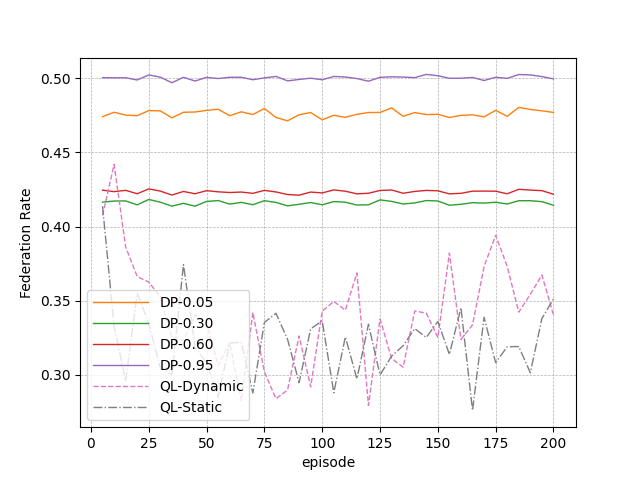 0.50
0.45
0.40
0.35
0.30
Federation Rate
DP-0.05
DP-0.30
DP-0.60
DP-0.95
QL-Dynamic
QL-Static
0 25 50 75 100 125 150 175 200
episode